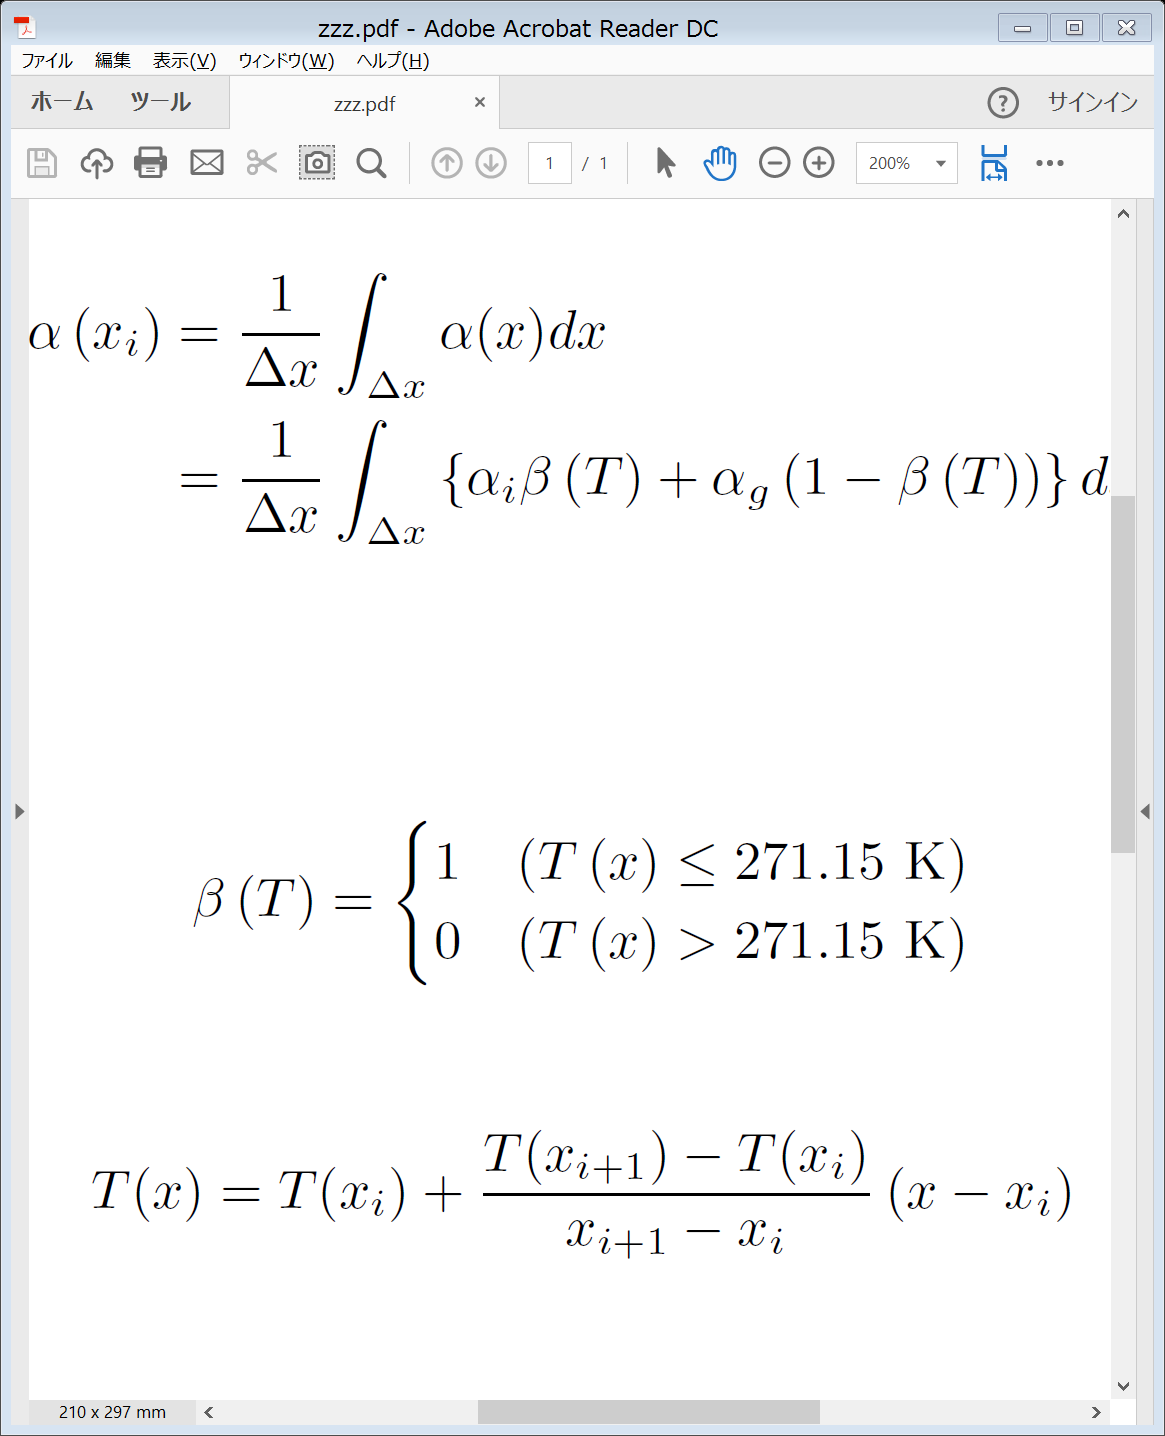 zzz.pdf - Adobe Acrobat Reader DC
ファイル 編集 表示(V) ウィンドウ(W) ヘルプ(H)
ホーム ツール zzz.pdf × ? サインイン
1 / 1 200%
α (x_i) = \frac{1}{Δx} ∫_{Δx} α(x)dx
= \frac{1}{Δx} ∫_{Δx} {α_i β (T) + α_g (1 − β (T))} d
β (T) = { 1 (T (x) ≤ 271.15 K)
0 (T (x) > 271.15 K)
T(x) = T(x_i) + \frac{T(x_{i+1}) − T(x_i)}{x_{i+1} − x_i} (x − x_i)
210 x 297 mm